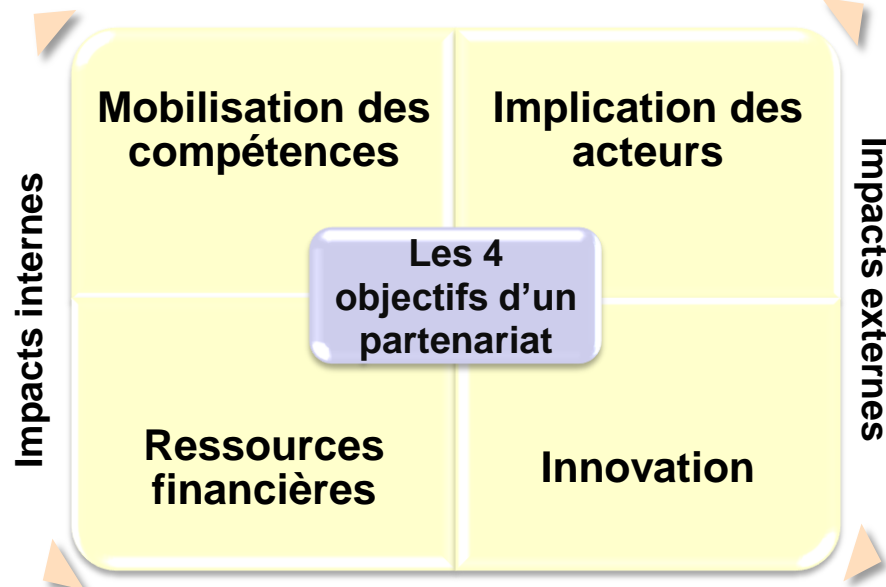 Mobilisation des
compétences
Implication des
acteurs
Impacts internes
Les 4
objectifs d’un
partenariat
Impacts externes
Ressources
financières
Innovation